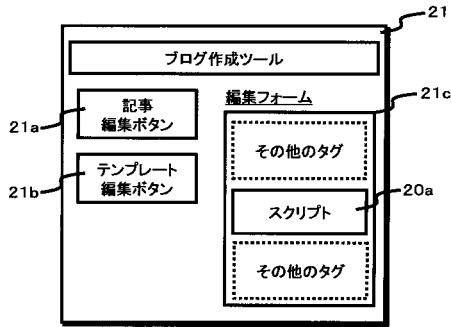 21
ブログ作成ツール
編集フォーム
21c
記事
編集ボタン
21a
その他のタグ
テンプレート
編集ボタン
21b
スクリプト
20a
その他のタグ